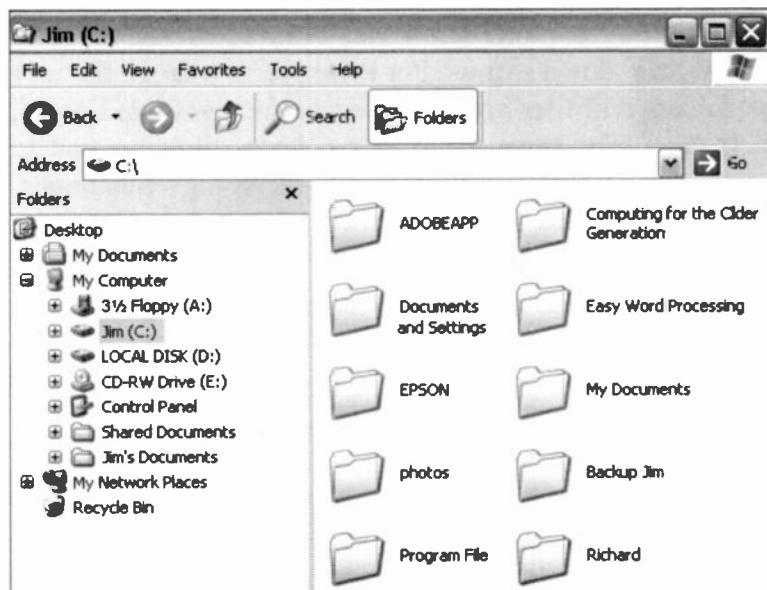 Jim (C:)
File Edit View Favorites Tools Help
Back Search Folders
Address C:\ Go
Folders x
Desktop
My Documents
My Computer
3½ Floppy (A:)
Jim (C:)
LOCAL DISK (D:)
CD-RW Drive (E:)
Control Panel
Shared Documents
Jim's Documents
My Network Places
Recycle Bin
ADOBEAPP
Computing for the Older
Generation
Documents
and Settings
Easy Word Processing
EPSON
My Documents
photos
Backup Jim
Program File
Richard